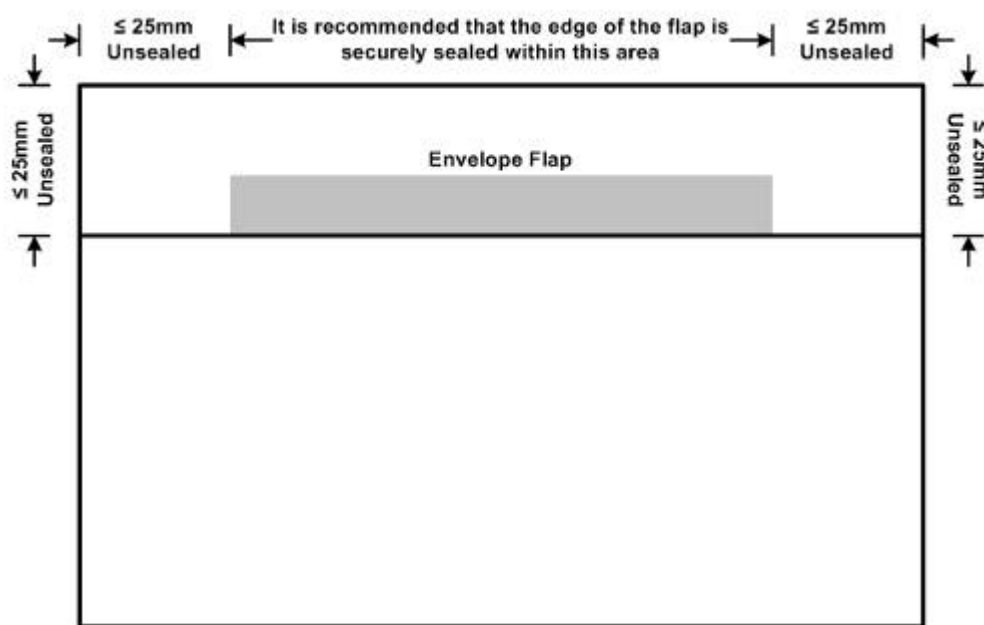 ≤ 25mm
Unsealed
It is recommended that the edge of the flap is
securely sealed within this area
≤ 25mm
Unsealed
≤ 25mm
Unsealed
Envelope Flap
≤ 25mm
Unsealed